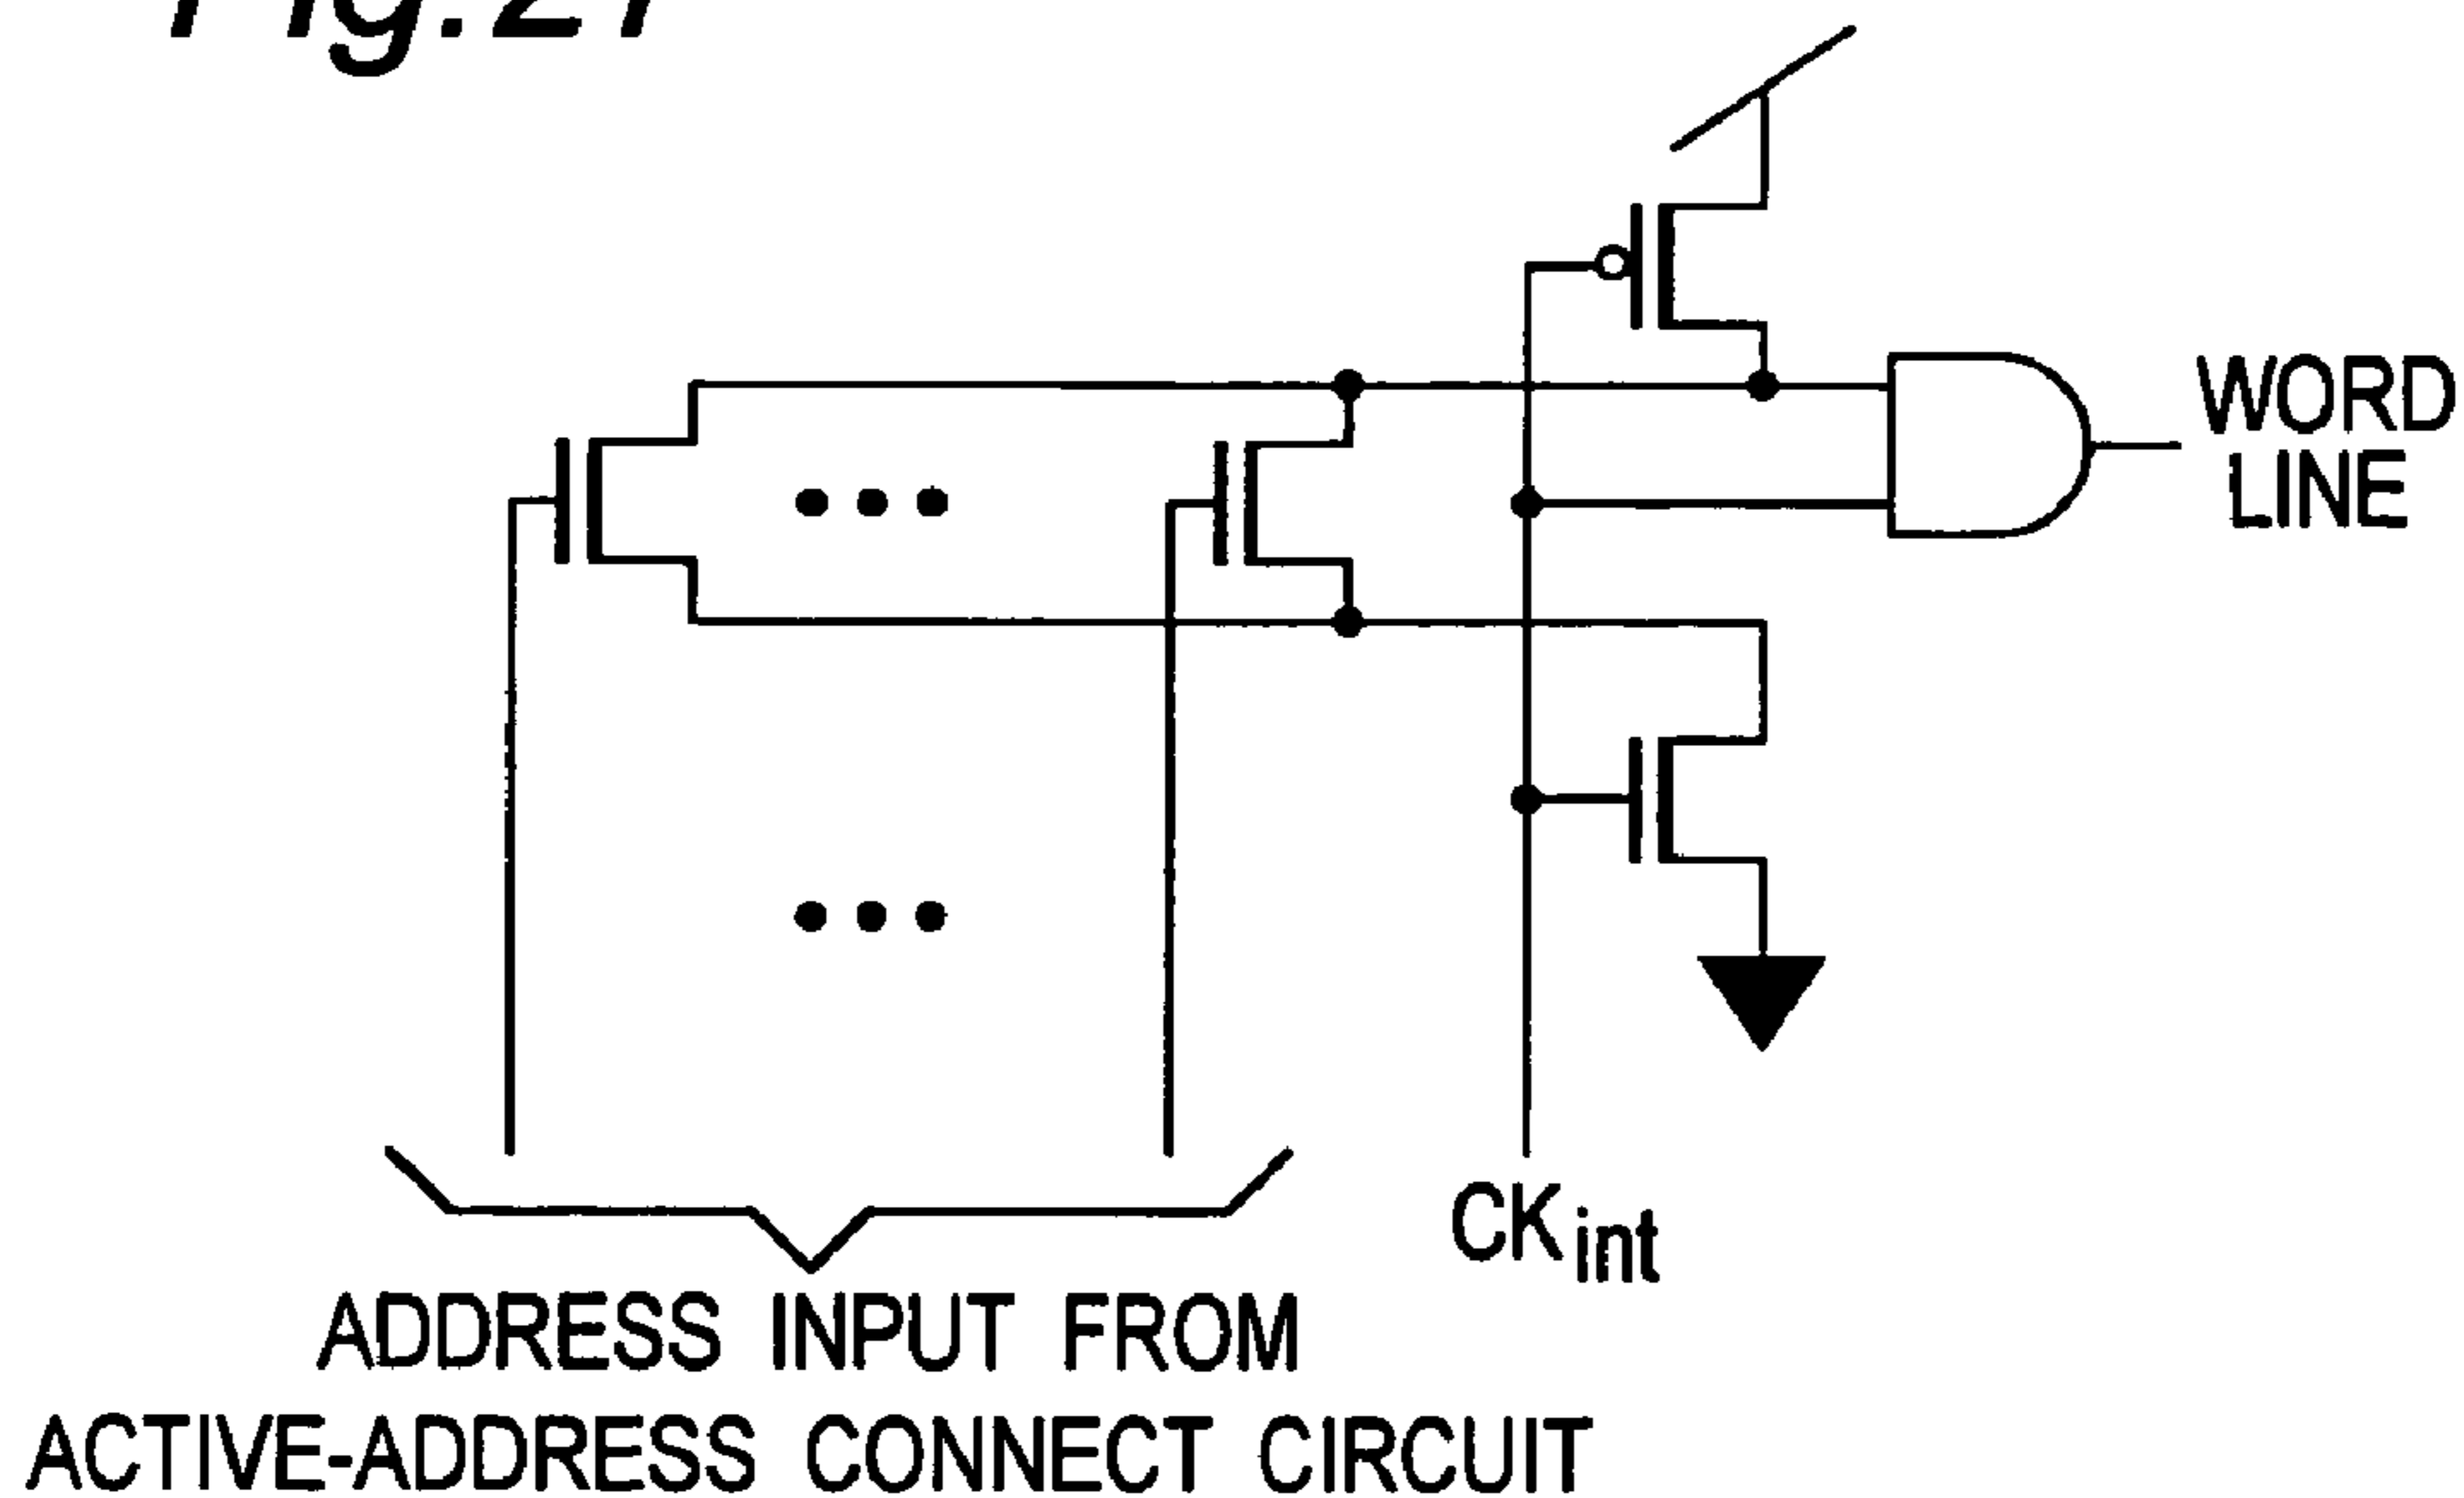 WORD
LINE
CKint
ADDRESS INPUT FROM
ACTIVE-ADDRESS CONNECT CIRCUIT